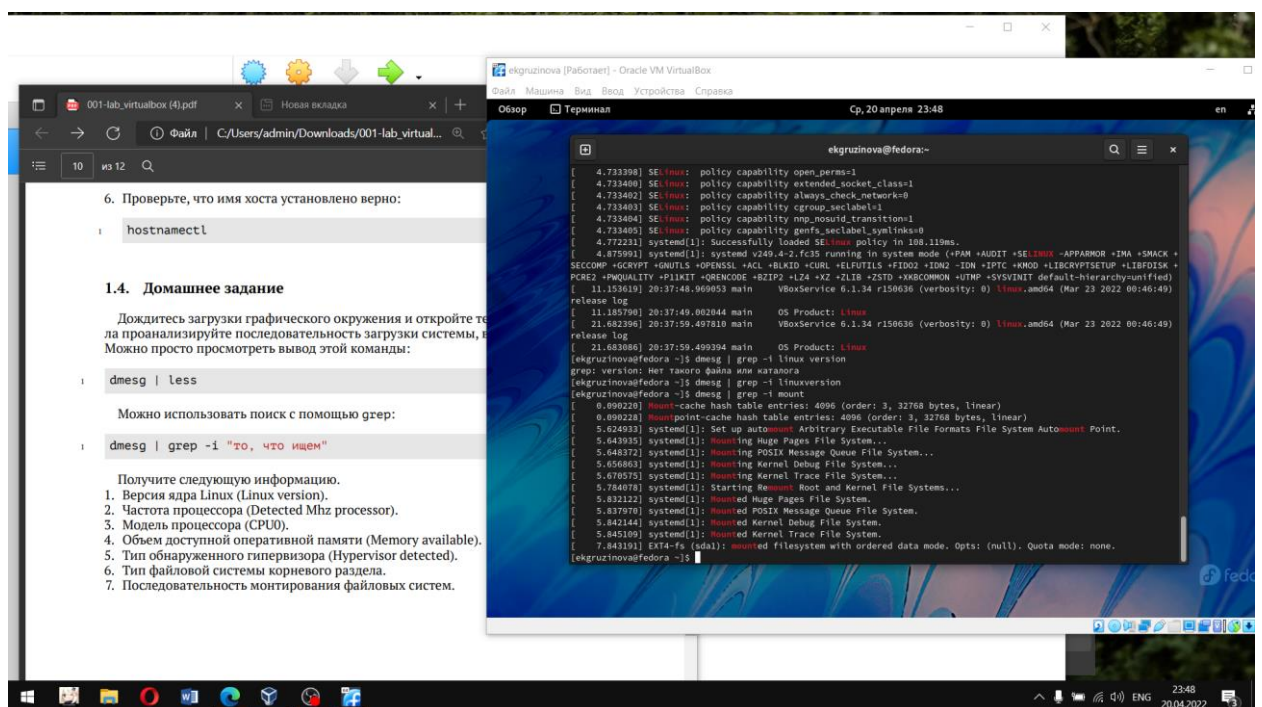 ekgruzinova [Работает] - Oracle VM VirtualBox
Файл Машина Вид Ввод Устройства Справка
Обзор Терминал Ср, 20 апреля 23:48 en
001-lab_virtualbox (4).pdf Новая вкладка
Файл C:/Users/admin/Downloads/001-lab_virtual...
10 из 12
6. Проверьте, что имя хоста установлено верно:
1 hostnamectl
1.4. Домашнее задание
Дождитесь загрузки графического окружения и откройте те
ла проанализируйте последовательность загрузки системы, в
Можно просто просмотреть вывод этой команды:
1 dmesg | less
Можно использовать поиск с помощью grep:
1 dmesg | grep -i "то, что ищем"
Получите следующую информацию.
1. Версия ядра Linux (Linux version).
2. Частота процессора (Detected Mhz processor).
3. Модель процессора (CPU0).
4. Объем доступной оперативной памяти (Memory available).
5. Тип обнаруженного гипервизора (Hypervisor detected).
6. Тип файловой системы корневого раздела.
7. Последовательность монтирования файловых систем.
ekgruzinova@fedora:~
[ 4.733398] SELinux: policy capability open_perms=1
[ 4.733400] SELinux: policy capability extended_socket_class=1
[ 4.733402] SELinux: policy capability always_check_network=0
[ 4.733403] SELinux: policy capability cgroup_seclabel=1
[ 4.733404] SELinux: policy capability nnp_nosuid_transition=1
[ 4.733405] SELinux: policy capability genfs_seclabel_symlinks=0
[ 4.772231] systemd[1]: Successfully loaded SELinux policy in 108.119ms.
[ 4.875991] systemd[1]: systemd v249.4-2.fc35 running in system mode (+PAM +AUDIT +SELINUX -APPARMOR +IMA +SMACK +
SECCOMP +GCRYPT +GNUTLS +OPENSSL +ACL +BLKID +CURL +ELFUTILS +FIDO2 +IDN2 -IDN +IPTC +KMOD +LIBCRYPTSETUP +LIBFDISK +
PCRE2 +PWQUALITY +P11KIT +QRENCODE +BZIP2 +LZ4 +XZ +ZLIB +ZSTD +XKBCOMMON +UTMP +SYSVINIT default-hierarchy=unified)
[ 11.153619] 20:37:48.969053 main VBoxService 6.1.34 r150636 (verbosity: 0) linux.amd64 (Mar 23 2022 00:46:49)
release log
[ 11.185790] 20:37:49.002044 main OS Product: Linux
[ 21.682396] 20:37:59.497810 main VBoxService 6.1.34 r150636 (verbosity: 0) linux.amd64 (Mar 23 2022 00:46:49)
release log
[ 21.683086] 20:37:59.499394 main OS Product: Linux
[ekgruzinova@fedora ~]$ dmesg | grep -i linux version
grep: version: Нет такого файла или каталога
[ekgruzinova@fedora ~]$ dmesg | grep -i linuxversion
[ekgruzinova@fedora ~]$ dmesg | grep -i mount
[ 0.090220] Mount-cache hash table entries: 4096 (order: 3, 32768 bytes, linear)
[ 0.090228] Mountpoint-cache hash table entries: 4096 (order: 3, 32768 bytes, linear)
[ 5.624933] systemd[1]: Set up automount Arbitrary Executable File Formats File System Automount Point.
[ 5.643935] systemd[1]: Mounting Huge Pages File System...
[ 5.648372] systemd[1]: Mounting POSIX Message Queue File System...
[ 5.656863] systemd[1]: Mounting Kernel Debug File System...
[ 5.670575] systemd[1]: Mounting Kernel Trace File System...
[ 5.784078] systemd[1]: Starting Remount Root and Kernel File Systems...
[ 5.832122] systemd[1]: Mounted Huge Pages File System.
[ 5.837970] systemd[1]: Mounted POSIX Message Queue File System.
[ 5.842144] systemd[1]: Mounted Kernel Debug File System.
[ 5.845109] systemd[1]: Mounted Kernel Trace File System.
[ 7.843191] EXT4-fs (sda1): mounted filesystem with ordered data mode. Opts: (null). Quota mode: none.
[ekgruzinova@fedora ~]$
fedo
ENG 23:48
20.04.2022
3